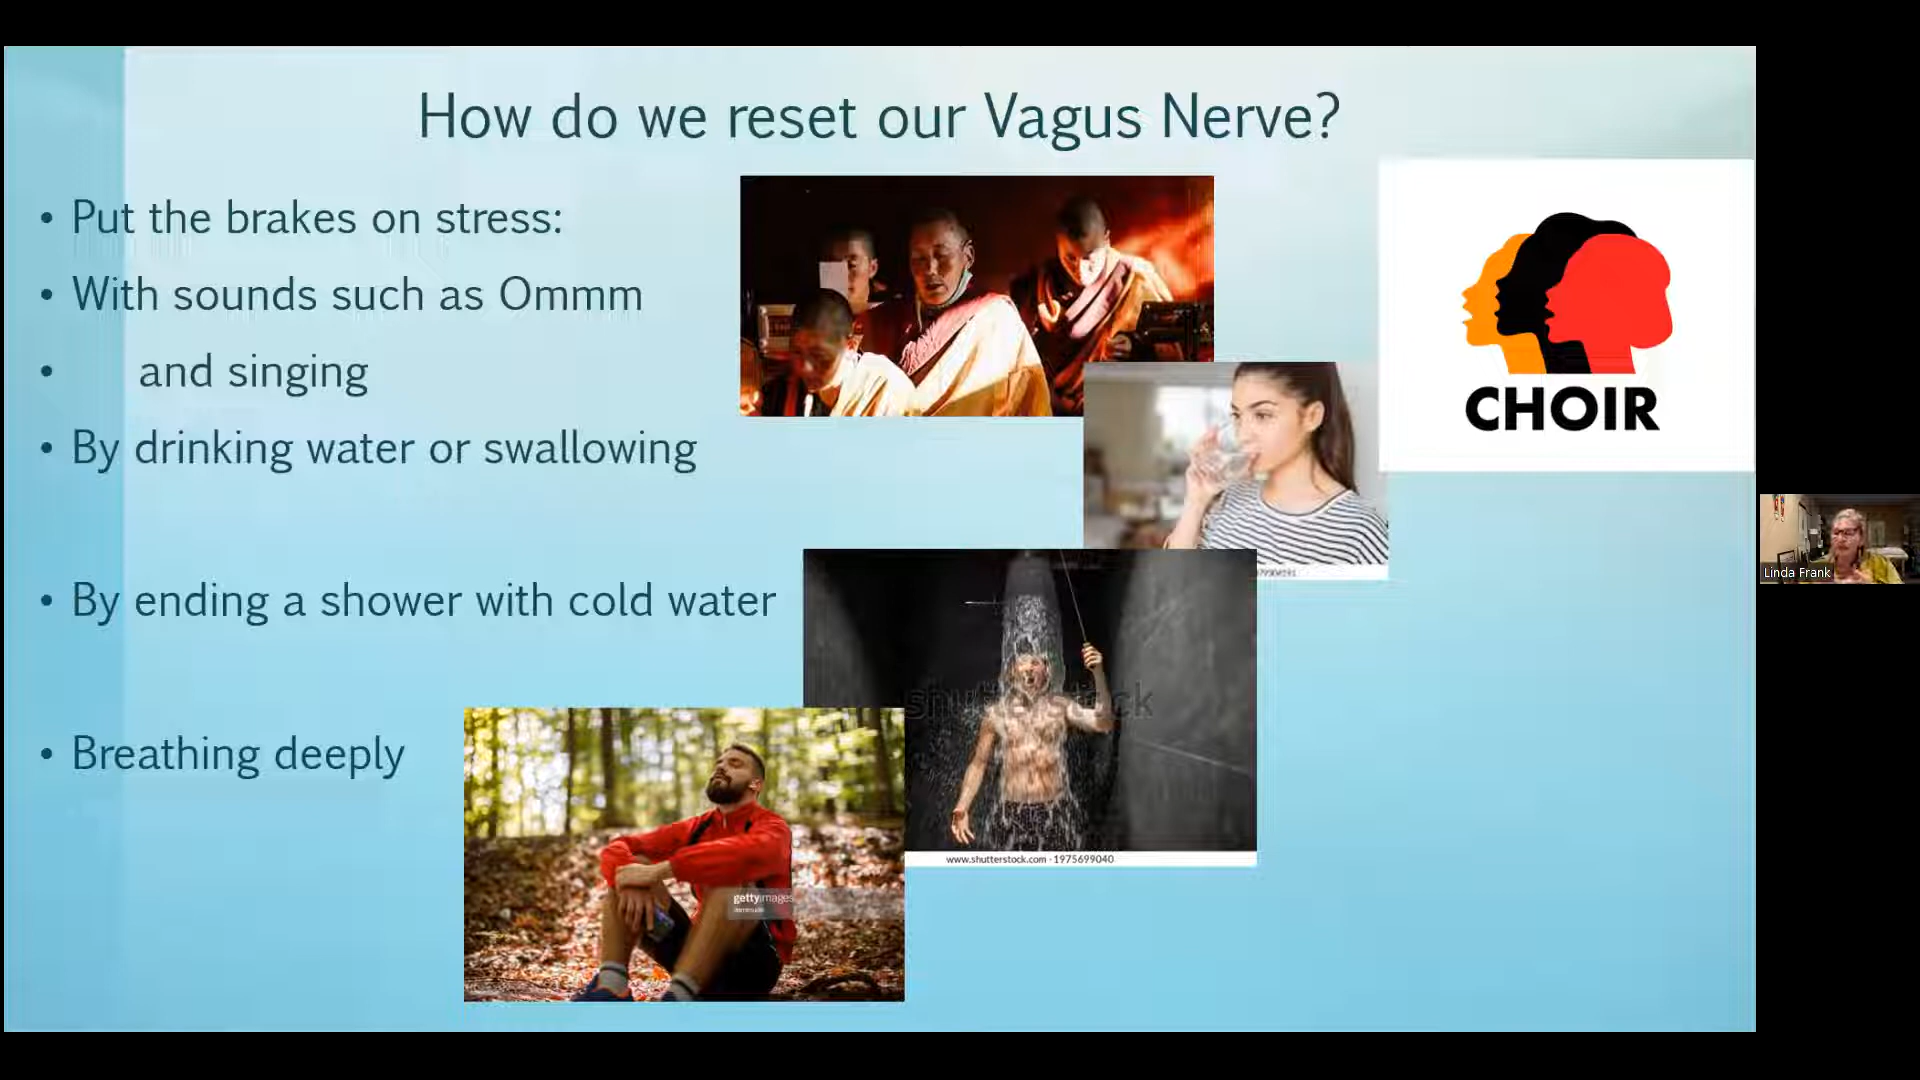 How do we reset our Vagus Nerve?
• Put the brakes on stress:
• With sounds such as Ommm
• and singing
• By drinking water or swallowing
• By ending a shower with cold water
• Breathing deeply
CHOIR
shutterstock
www.shutterstock.com · 1975699040
gettyimages
Linda Frank